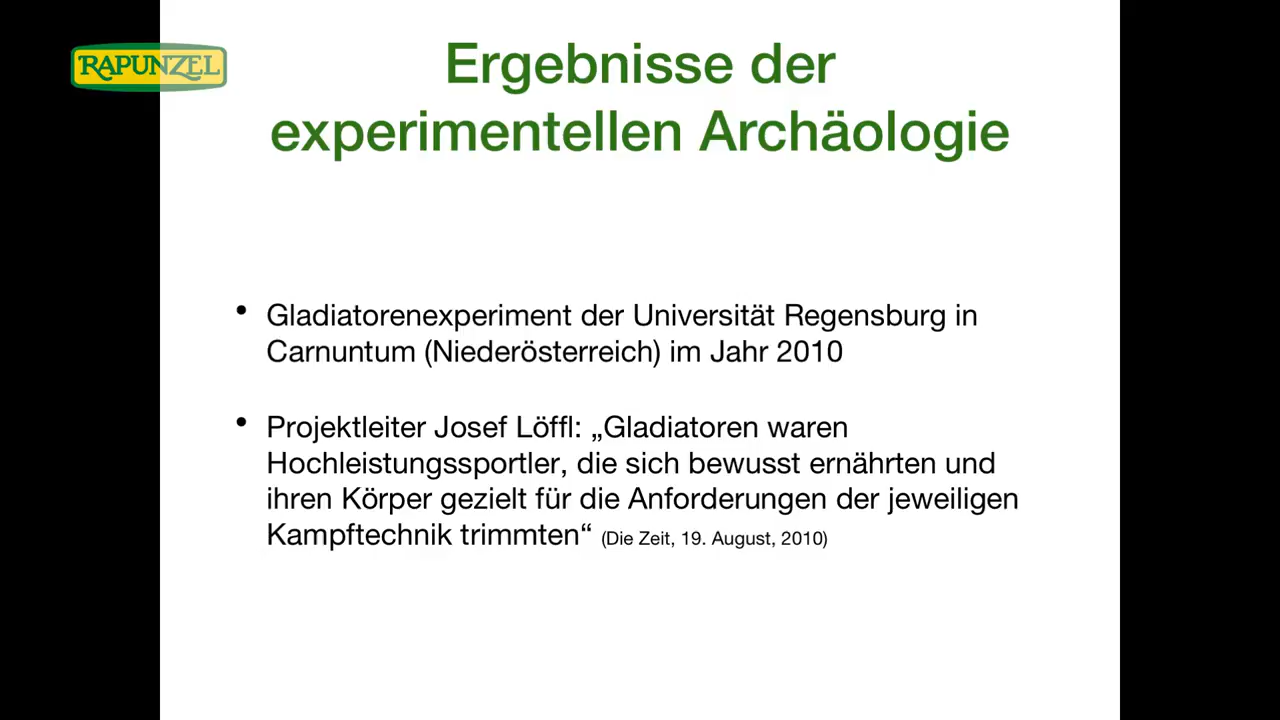 RAPUNZEL
Ergebnisse der
experimentellen Archäologie
• Gladiatorenexperiment der Universität Regensburg in
Carnuntum (Niederösterreich) im Jahr 2010
• Projektleiter Josef Löffl: „Gladiatoren waren
Hochleistungssportler, die sich bewusst ernährten und
ihren Körper gezielt für die Anforderungen der jeweiligen
Kampftechnik trimmten“ (Die Zeit, 19. August, 2010)